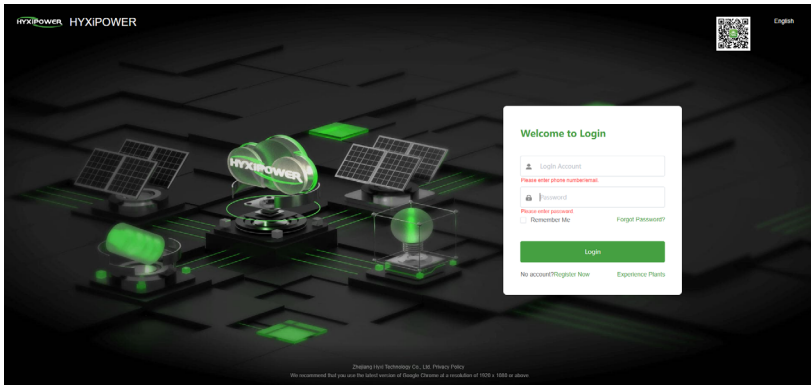 HYXiPOWER HYXiPOWER
English
HYXiPOWER
Welcome to Login
Login Account
Please enter phone number/email.
Password
Please enter password
Remember Me
Forgot Password?
Login
No account?Register Now
Experience Plants
Zhejiang Hyxi Technology Co., Ltd. Privacy Policy
We recommend that you use the latest version of Google Chrome at a resolution of 1920 x 1080 or above